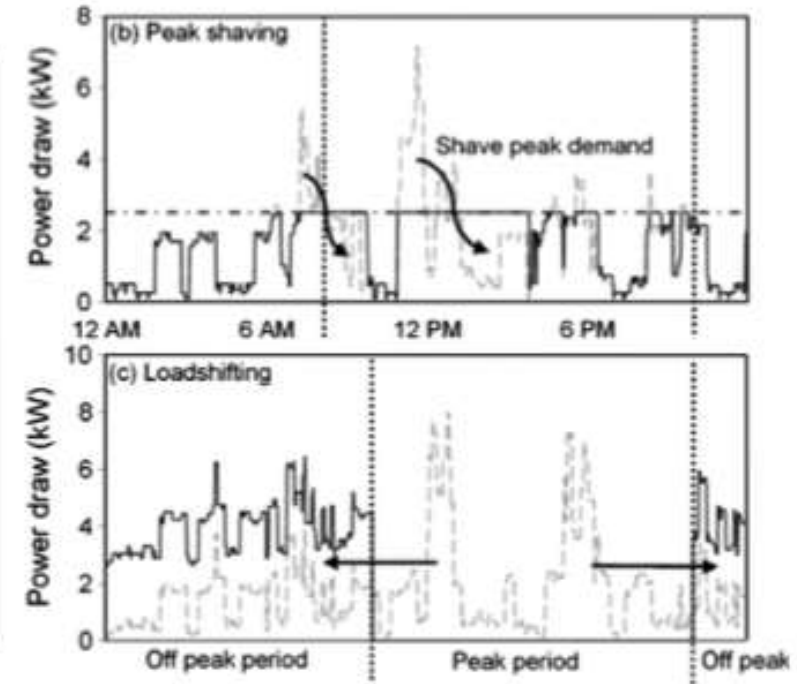 8
(b) Peak shaving
6
Shave peak demand
4
2
0
Power draw (kW)
12 AM 6 AM 12 PM 6 PM
10
(c) Loadshifting
8
6
4
2
0
Power draw (kW)
Off peak period Peak period Off peak